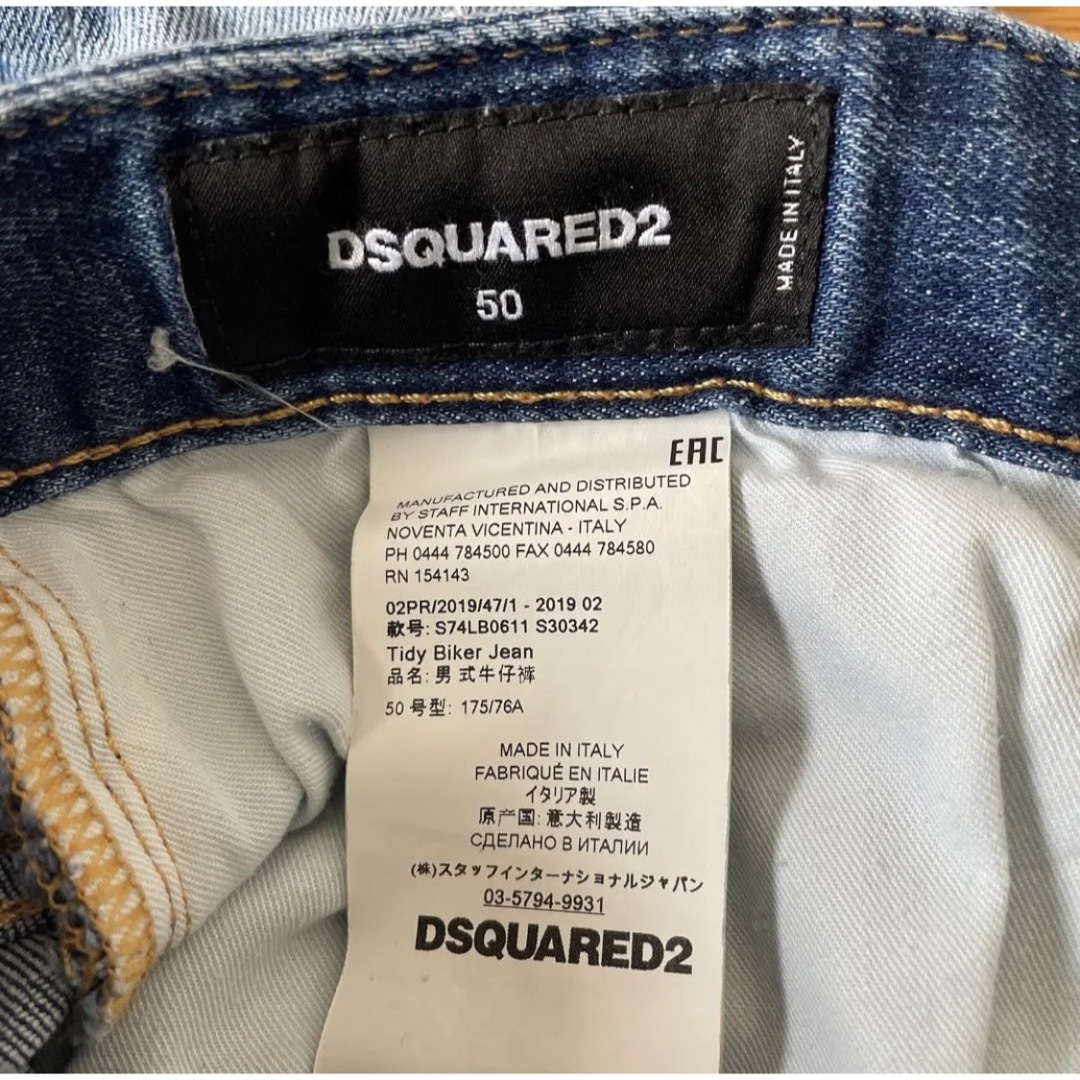 DSQUARED2
50
MADE IN ITALY
EAC
MANUFACTURED AND DISTRIBUTED
BY STAFF INTERNATIONAL S.P.A.
NOVENTA VICENTINA - ITALY
PH 0444 784500 FAX 0444 784580
RN 154143
02PR/2019/47/1 - 2019 02
款号: S74LB0611 S30342
Tidy Biker Jean
品名: 男式牛仔裤
50 号型: 175/76A
MADE IN ITALY
FABRIQUÉ EN ITALIE
イタリア製
原产国: 意大利製造
СДЕЛАНО В ИТАЛИИ
(株)スタッフインターナショナルジャパン
03-5794-9931
DSQUARED2